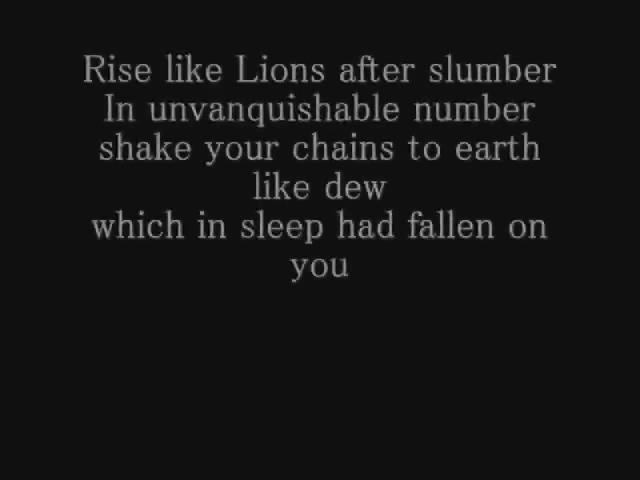 Rise like Lions after slumber
In unvanquishable number
shake your chains to earth
like dew
which in sleep had fallen on
you